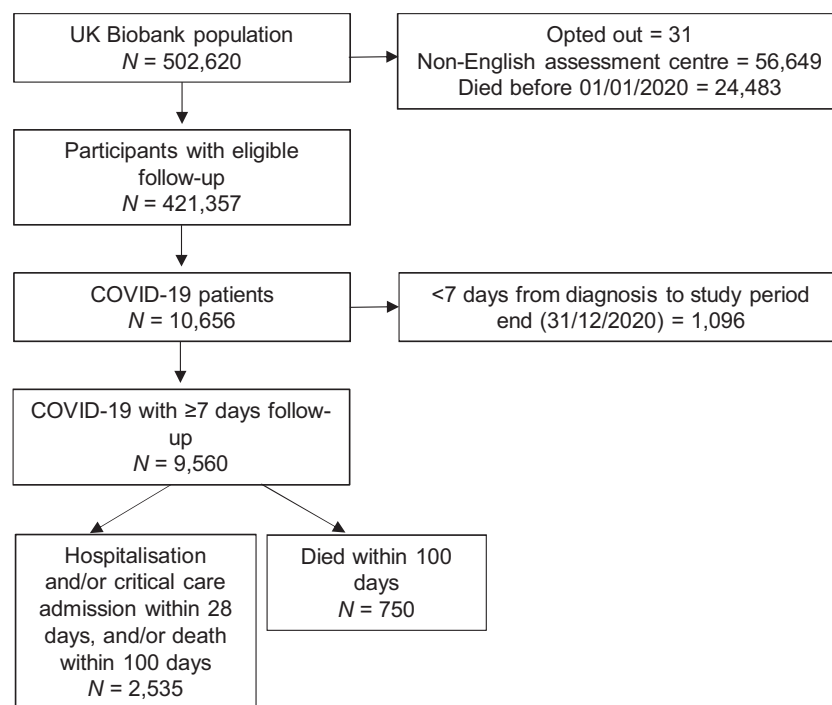 UK Biobank population
N = 502,620
Opted out = 31
Non-English assessment centre = 56,649
Died before 01/01/2020 = 24,483
Participants with eligible
follow-up
N = 421,357
COVID-19 patients
N = 10,656
<7 days from diagnosis to study period
end (31/12/2020) = 1,096
COVID-19 with ≥7 days follow-
up
N = 9,560
Hospitalisation
and/or critical care
admission within 28
days, and/or death
within 100 days
N = 2,535
Died within 100
days
N = 750